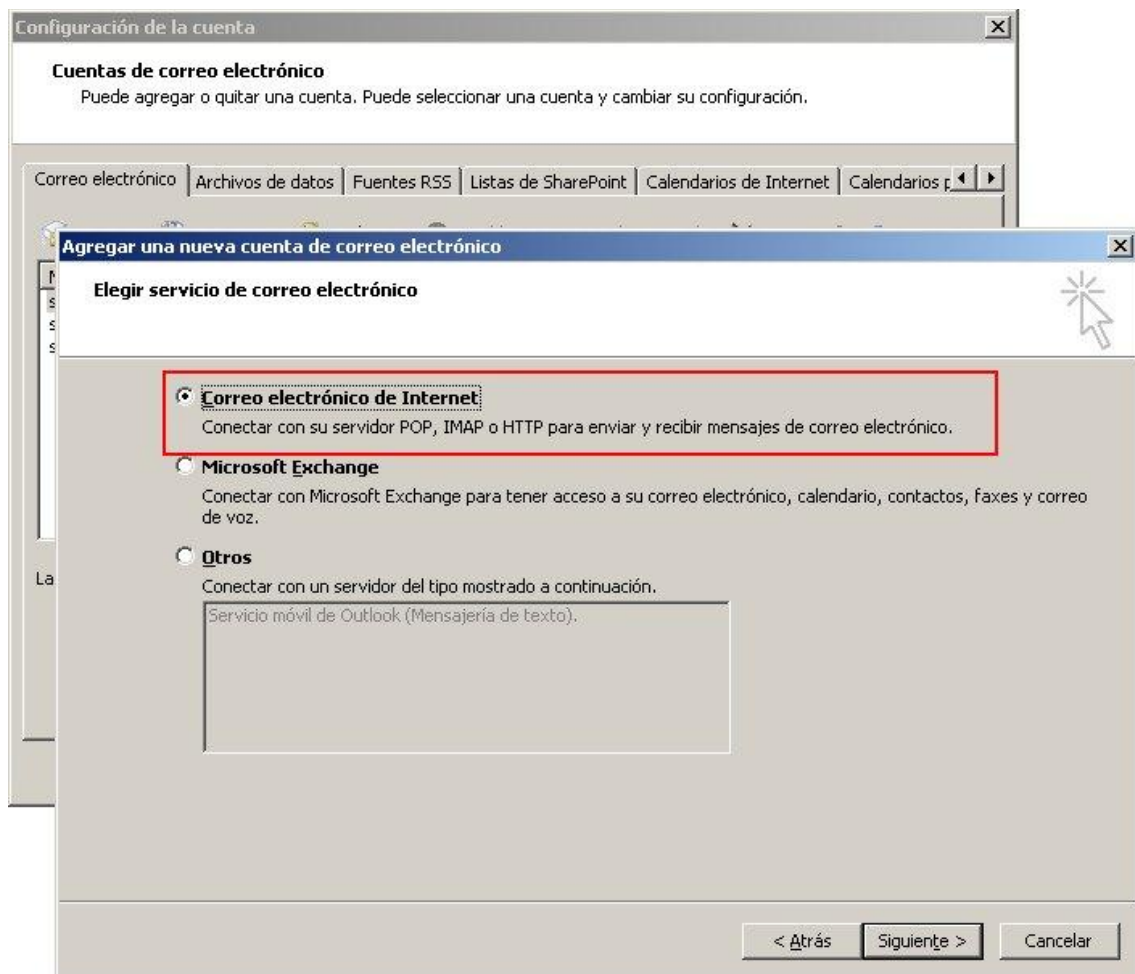 Configuración de la cuenta
Cuentas de correo electrónico
Puede agregar o quitar una cuenta. Puede seleccionar una cuenta y cambiar su configuración.
Correo electrónico Archivos de datos Fuentes RSS Listas de SharePoint Calendarios de Internet Calendarios p
Agregar una nueva cuenta de correo electrónico
Elegir servicio de correo electrónico
Correo electrónico de Internet
Conectar con su servidor POP, IMAP o HTTP para enviar y recibir mensajes de correo electrónico.
Microsoft Exchange
Conectar con Microsoft Exchange para tener acceso a su correo electrónico, calendario, contactos, faxes y correo
de voz.
Otros
La
Conectar con un servidor del tipo mostrado a continuación.
Servicio móvil de Outlook (Mensajería de texto).
< Atrás Siguiente > Cancelar